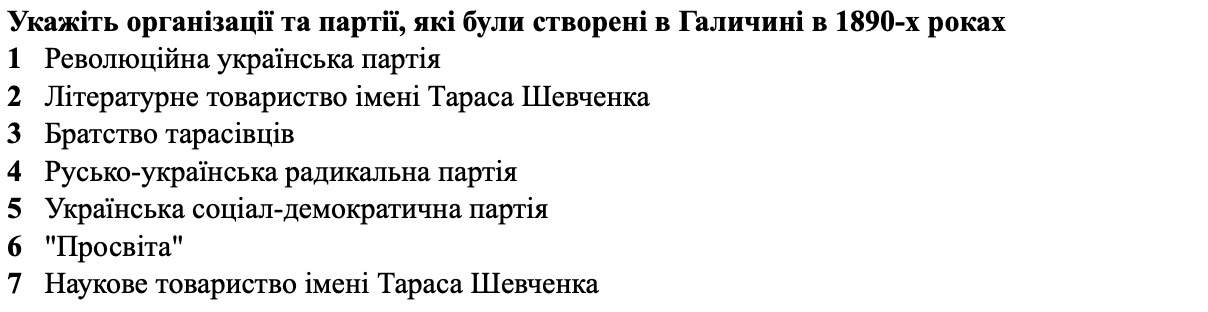 Укажіть організації та партії, які були створені в Галичині в 1890-х роках
1 Революційна українська партія
2 Літературне товариство імені Тараса Шевченка
3 Братство тарасівців
4 Русько-українська радикальна партія
5 Українська соціал-демократична партія
6 "Просвіта"
7 Наукове товариство імені Тараса Шевченка